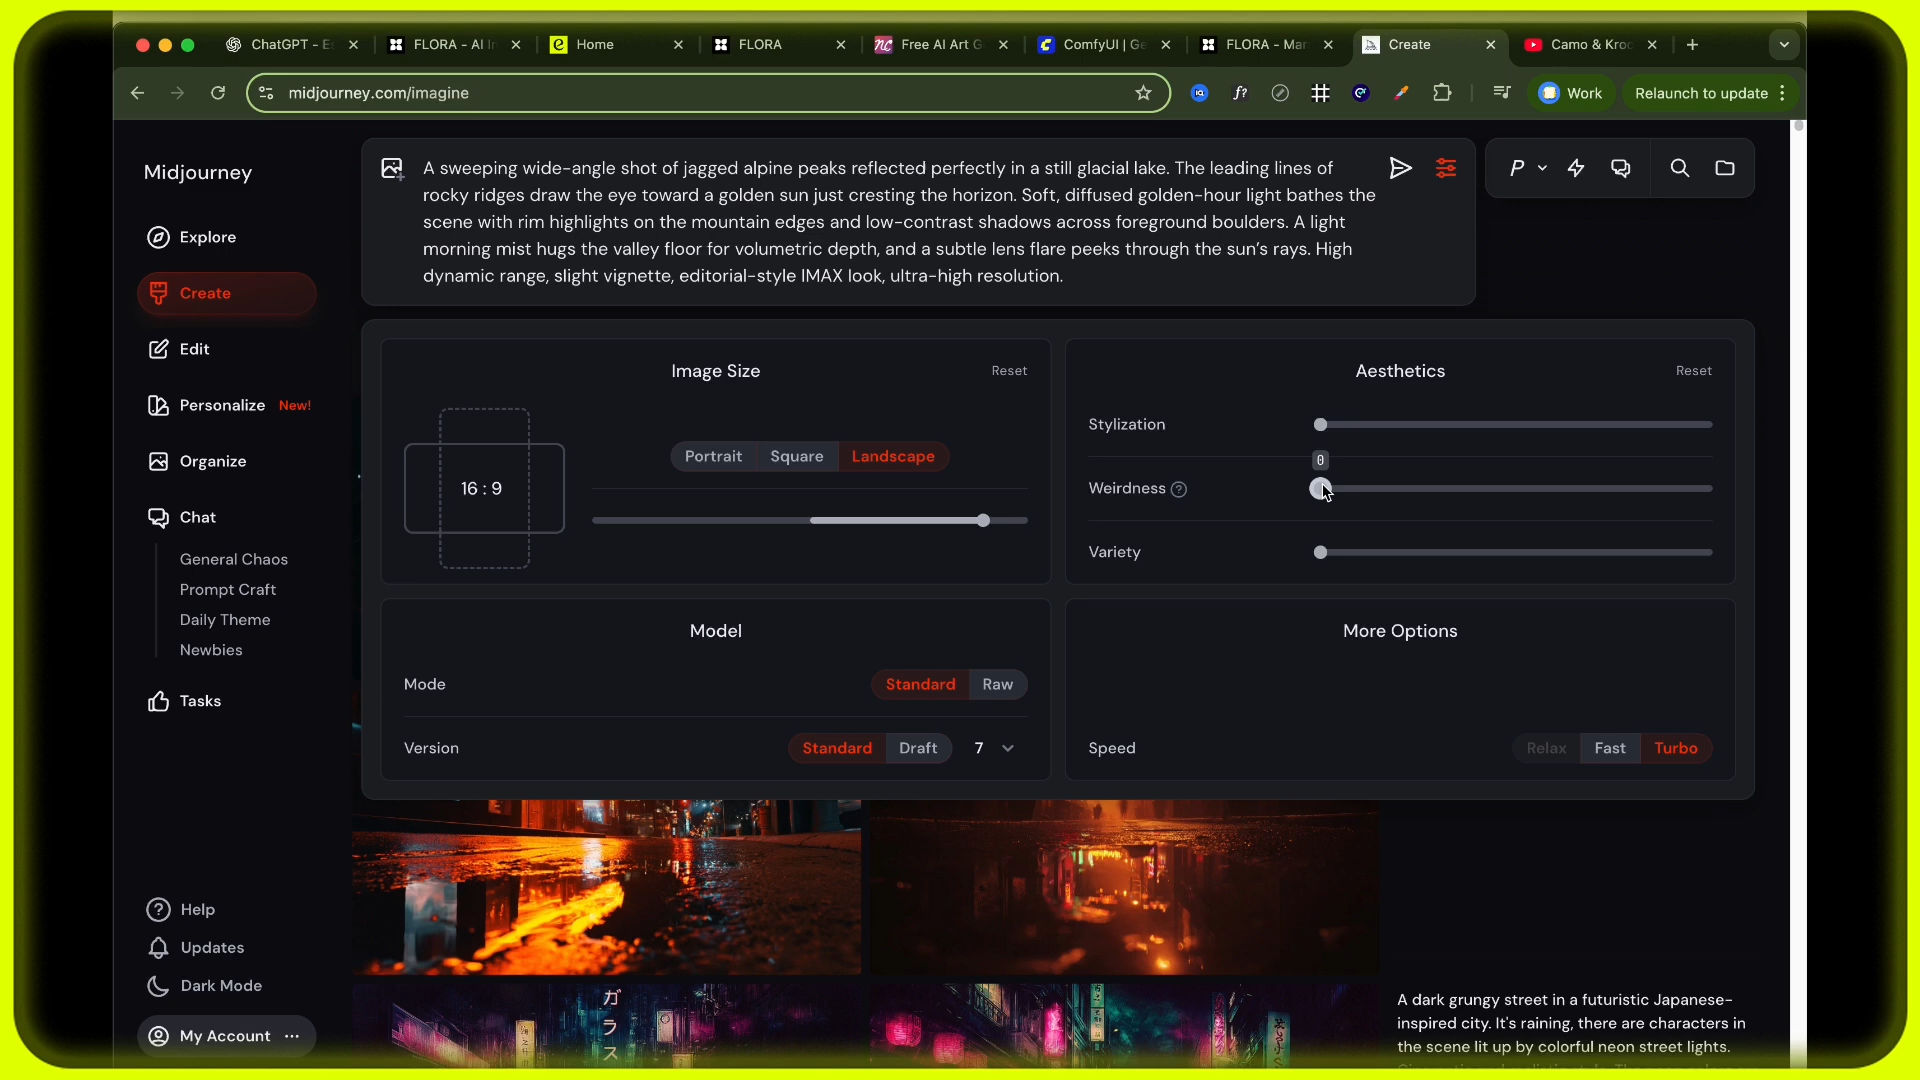 ChatGPT - E
FLORA - AI I
Home
FLORA
Free AI Art G
ComfyUI | Ge
FLORA - Ma
Create
Camo & Kro
midjourney.com/imagine
Work
Relaunch to update
Midjourney
A sweeping wide-angle shot of jagged alpine peaks reflected perfectly in a still glacial lake. The leading lines of
rocky ridges draw the eye toward a golden sun just cresting the horizon. Soft, diffused golden-hour light bathes the
scene with rim highlights on the mountain edges and low-contrast shadows across foreground boulders. A light
morning mist hugs the valley floor for volumetric depth, and a subtle lens flare peeks through the sun's rays. High
dynamic range, slight vignette, editorial-style IMAX look, ultra-high resolution.
P
Explore
Create
Edit
Personalize New!
Organize
Chat
General Chaos
Prompt Craft
Daily Theme
Newbies
Tasks
Help
Updates
Dark Mode
My Account
Image Size
Reset
16 : 9
Portrait
Square
Landscape
Aesthetics
Reset
Stylization
0
Weirdness
Variety
Model
Mode
Standard
Raw
Version
Standard
Draft
7
More Options
Speed
Relax
Fast
Turbo
ガ
ラ
ス
A dark grungy street in a futuristic Japanese-
inspired city. It's raining, there are characters in
the scene lit up by colorful neon street lights.